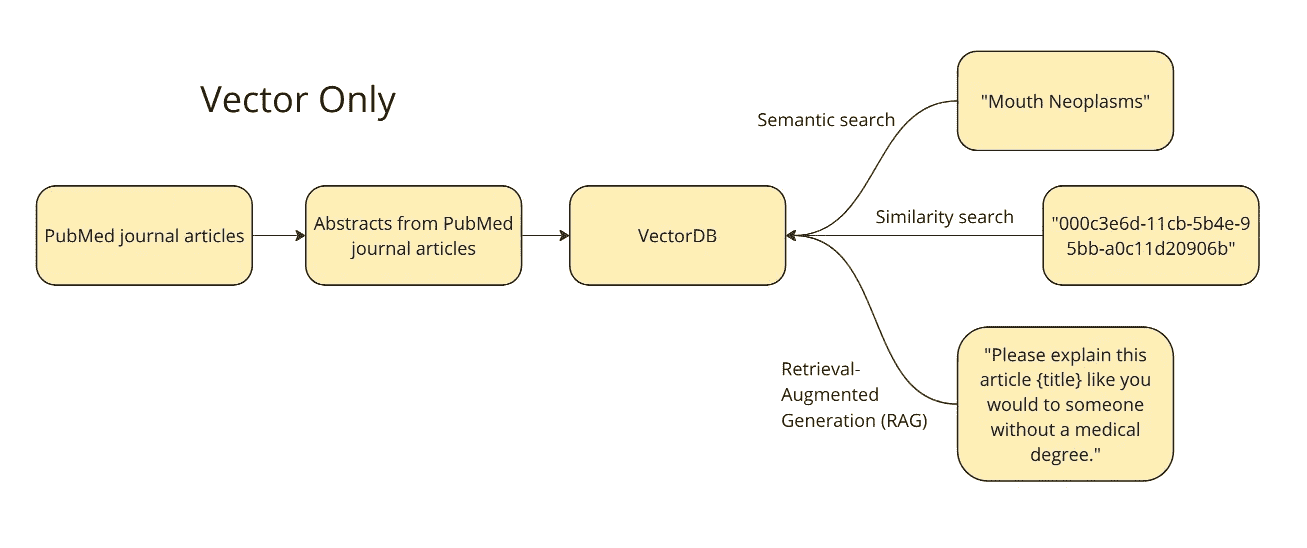 Vector Only
PubMed journal articles
Abstracts from PubMed
journal articles
VectorDB
Semantic search
"Mouth Neoplasms"
Similarity search
"000c3e6d-11cb-5b4e-9
5bb-a0c11d20906b"
Retrieval-
Augmented
Generation (RAG)
"Please explain this
article {title} like you
would to someone
without a medical
degree."